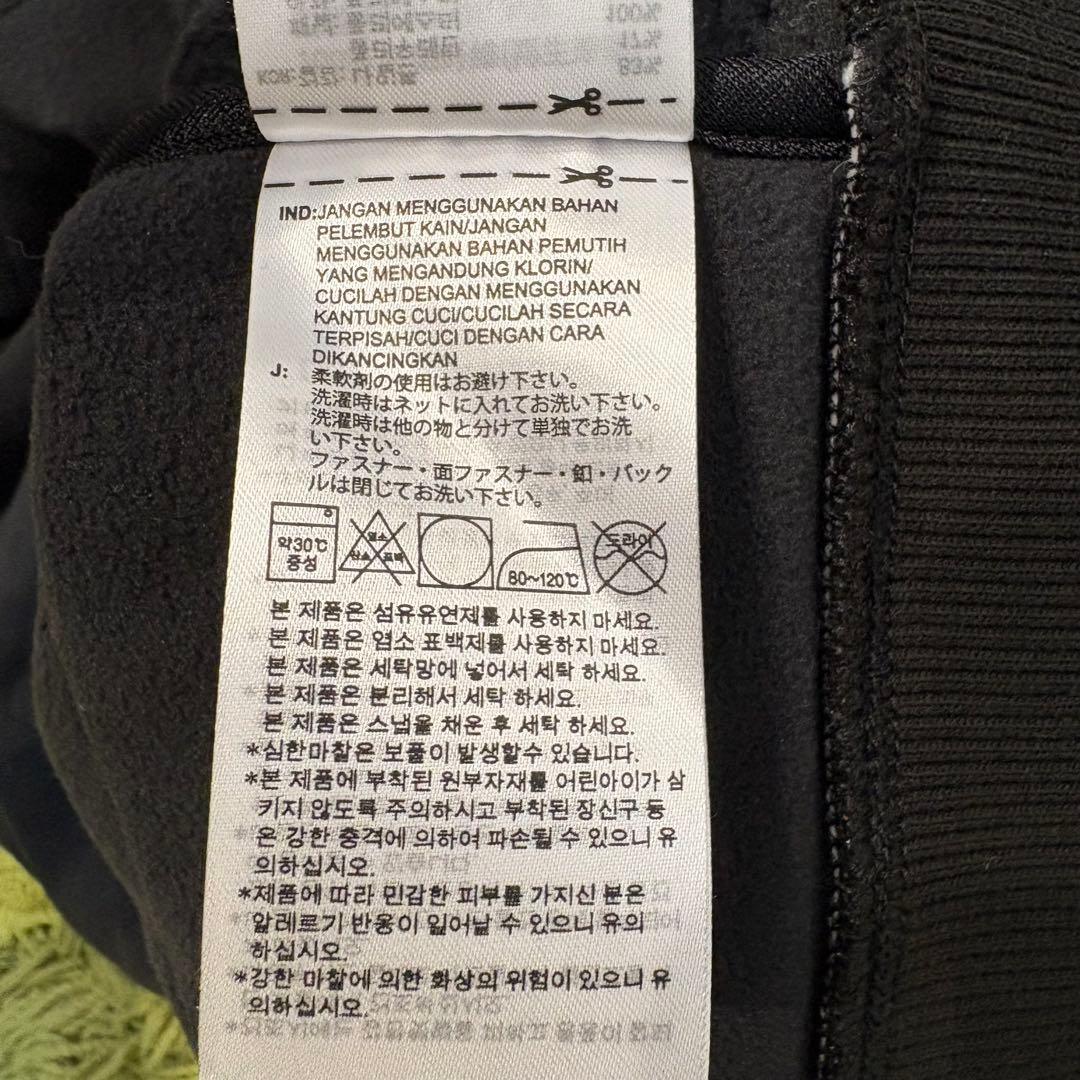 100%
17%
83%
IND:JANGAN MENGGUNAKAN BAHAN
PELEMBUT KAIN/JANGAN
MENGGUNAKAN BAHAN PEMUTIH
YANG MENGANDUNG KLORIN/
CUCILAH DENGAN MENGGUNAKAN
KANTUNG CUCI/CUCILAH SECARA
TERPISAH/CUCI DENGAN CARA
DIKANCINGKAN
J: 柔軟剤の使用はお避け下さい。
洗濯時はネットに入れてお洗い下さい。
洗濯時は他の物と分けて単独でお洗
い下さい。
ファスナー・面ファスナー・釦・バック
ルは閉じてお洗い下さい。
약30℃
중성
염소
80~120℃
드라이
본 제품은 섬유유연제를 사용하지 마세요.
본 제품은 염소 표백제를 사용하지 마세요.
본 제품은 세탁망에 넣어서 세탁 하세요.
본 제품은 분리해서 세탁 하세요.
본 제품은 스냅을 채운 후 세탁 하세요.
*심한마찰은 보풀이 발생할수 있습니다.
*본 제품에 부착된 원부자재를 어린아이가 삼
키지 않도록 주의하시고 부착된 장신구 등
은 강한 충격에 의하여 파손될 수 있으니 유
의하십시오.
*제품에 따라 민감한 피부를 가지신 분은
알레르기 반응이 일어날 수 있으니 유의
하십시오.
*강한 마찰에 의한 화상의 위험이 있으니 유
의하십시오.